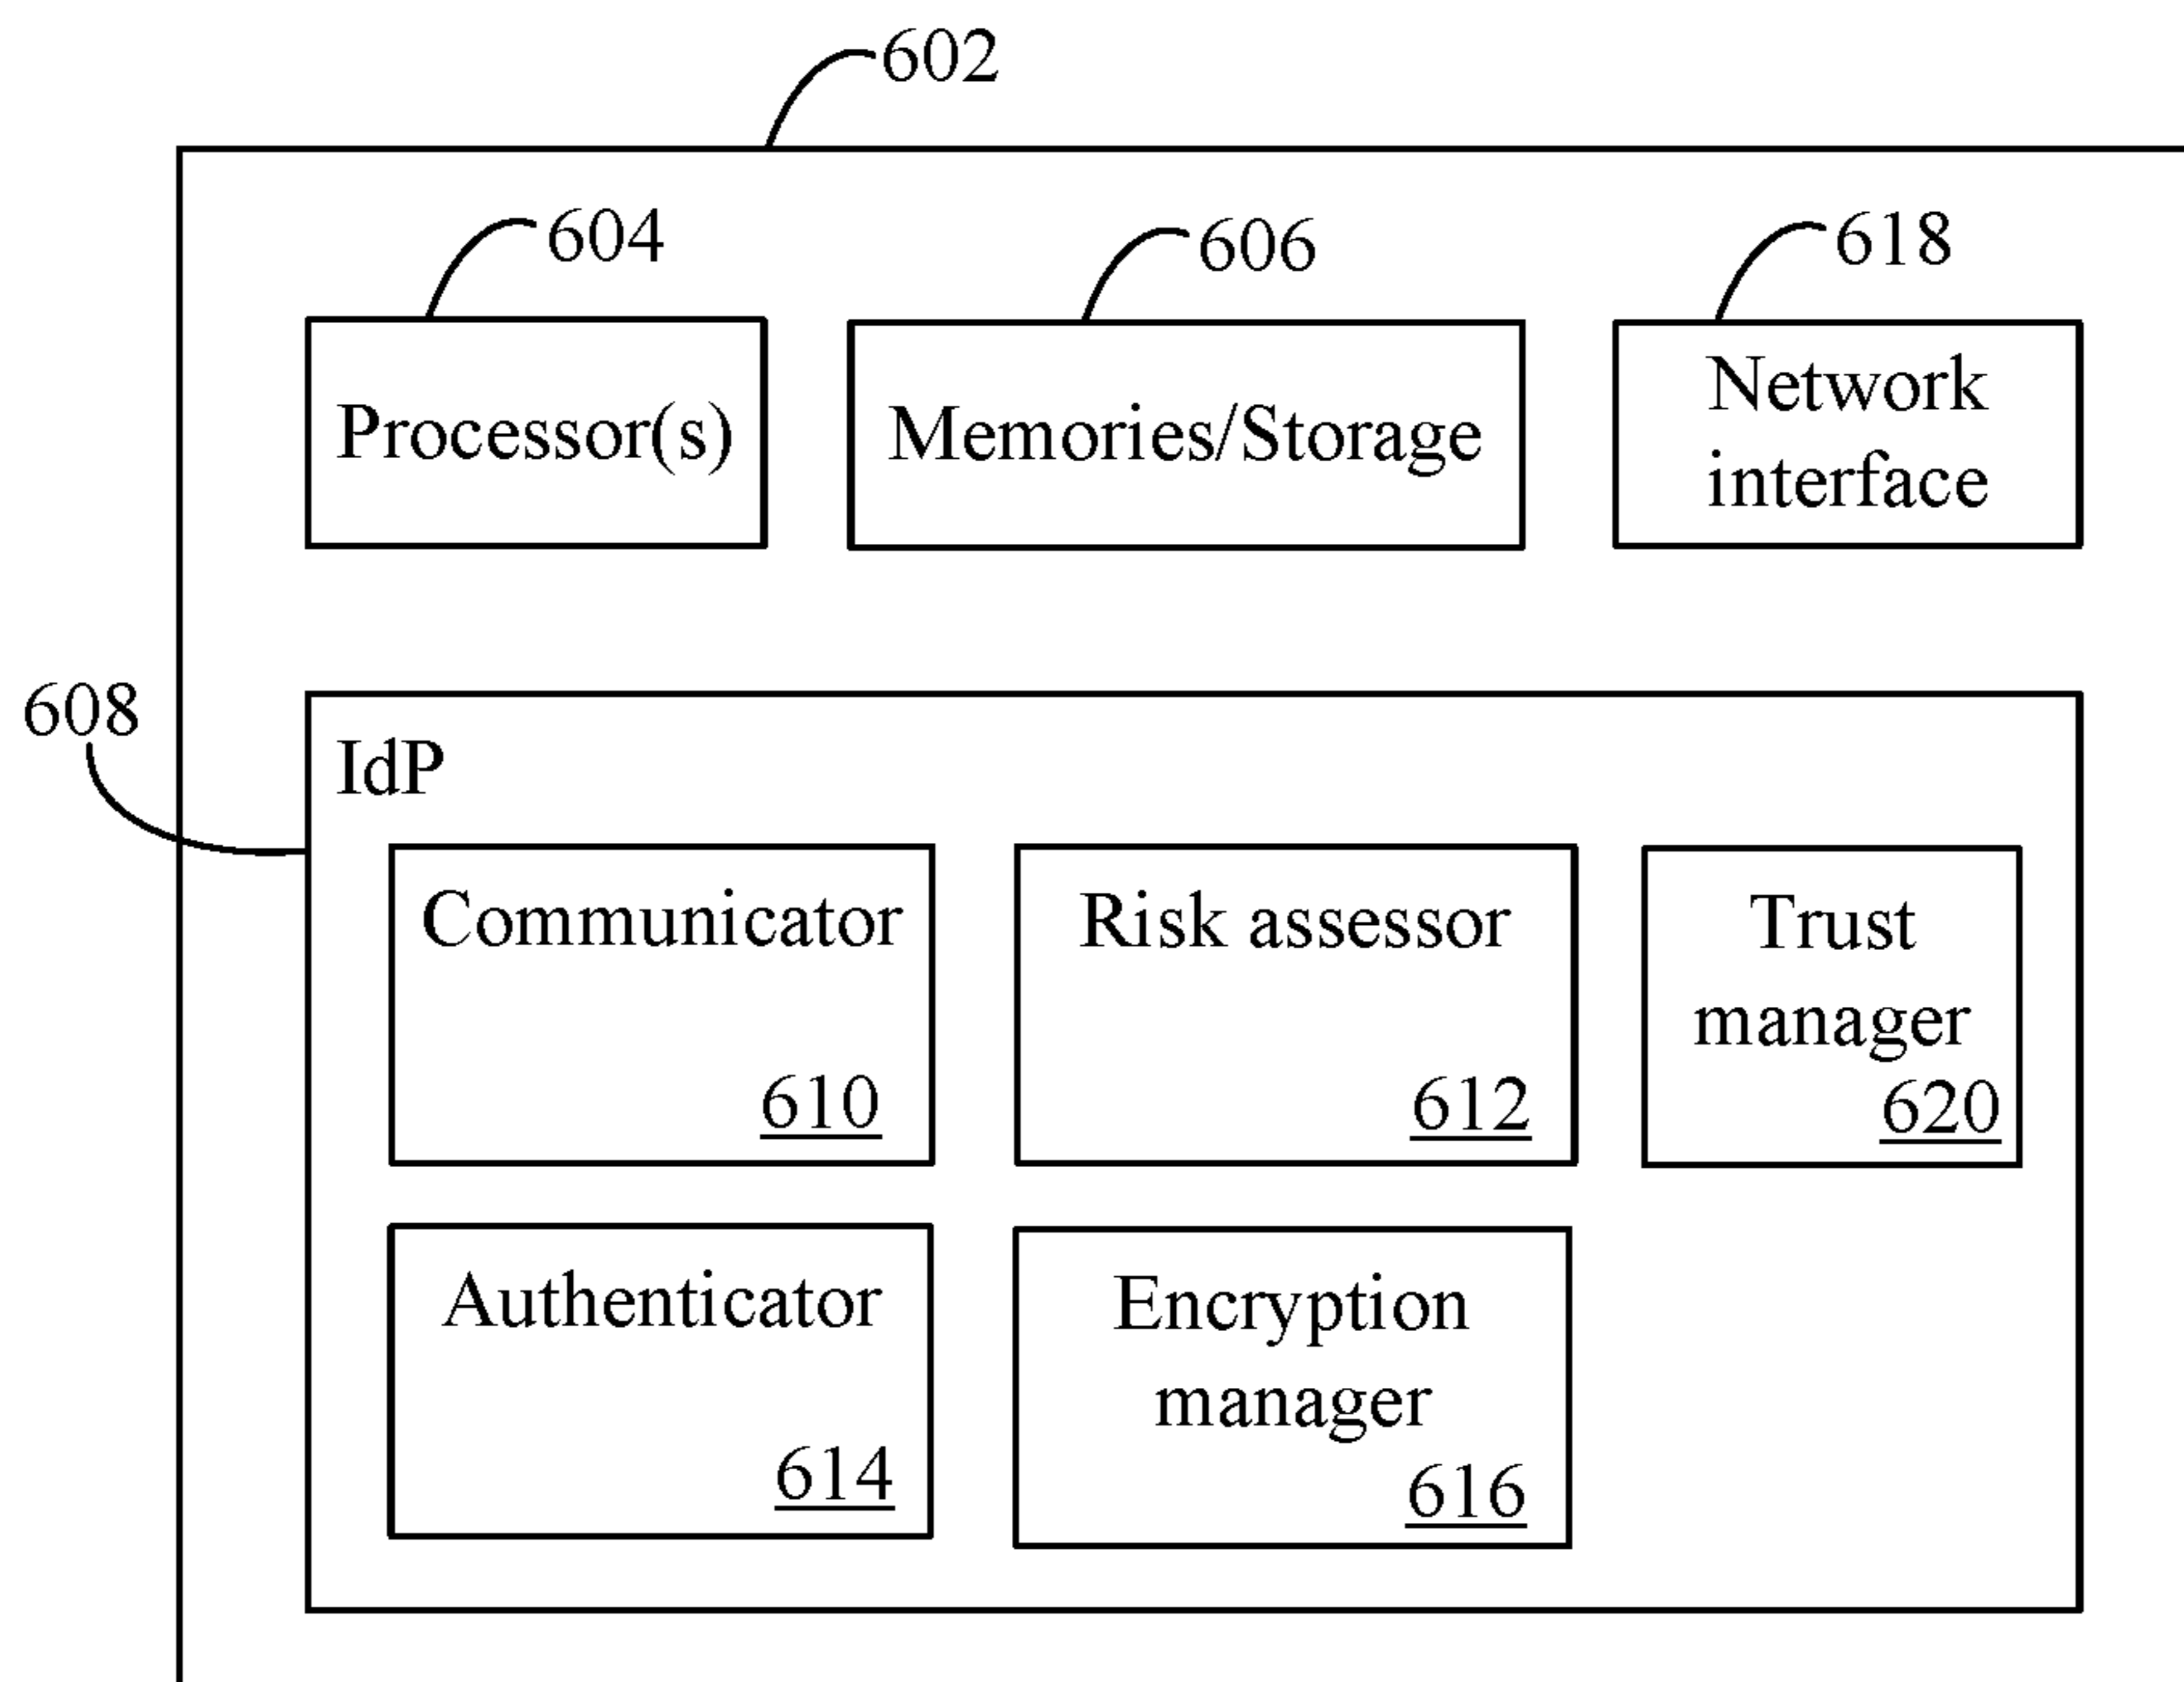 602
604
606
618
Processor(s)
Memories/Storage
Network
interface
608
IdP
Communicator
610
Risk assessor
612
Trust
manager
620
Authenticator
614
Encryption
manager
616